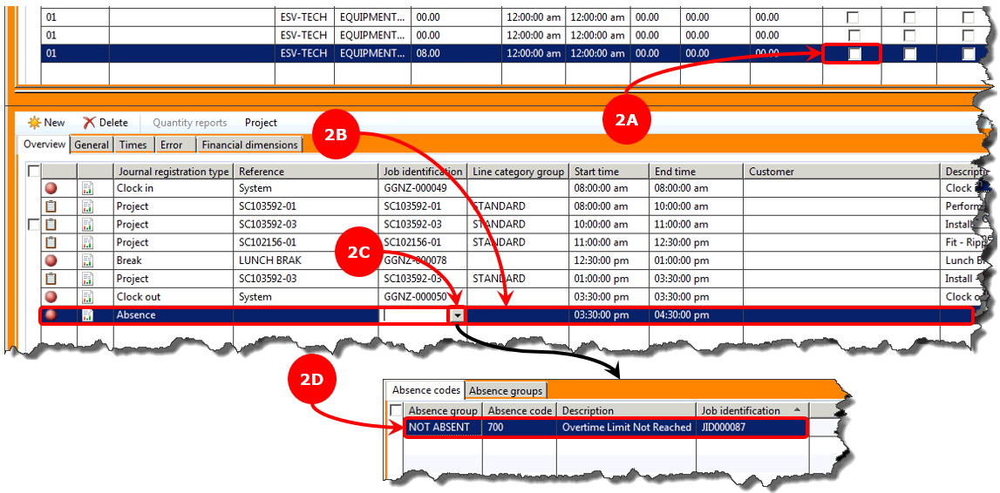 01 ESV-TECH EQUIPMENT... 00.00 12:00:00 am 12:00:00 am 00.00 00.00 00.00
01 ESV-TECH EQUIPMENT... 00.00 12:00:00 am 12:00:00 am 00.00 00.00 00.00
01 ESV-TECH EQUIPMENT... 08.00 12:00:00 am 12:00:00 am 00.00 00.00 00.00
2A
New Delete Quantity reports Project
2B
Overview General Times Error Financial dimensions
Journal registration type Reference Job identification Line category group Start time End time Customer
Clock in System GGNZ-000049 08:00:00 am 08:00:00 am Clock
Project SC103592-01 SC103592-01 STANDARD 08:00:00 am 10:00:00 am Perform
Project SC103592-03 SC103592-03 STANDARD 10:00:00 am 11:00:00 am Install
Project SC102156-01 SC102156-01 STANDARD 11:00:00 am 12:30:00 pm Fit - Ripp
2C
Break LUNCH BRAK GGNZ-000078 12:30:00 pm 01:00:00 pm Lunch
Project SC103592-03 SC103592-03 STANDARD 01:00:00 pm 03:30:00 pm Install
Clock out System GGNZ-000050 03:30:00 pm 03:30:00 pm Clock
Absence 03:30:00 pm 04:30:00 pm
2D
Absence codes Absence groups
Absence group Absence code Description Job identification
NOT ABSENT 700 Overtime Limit Not Reached JID000087